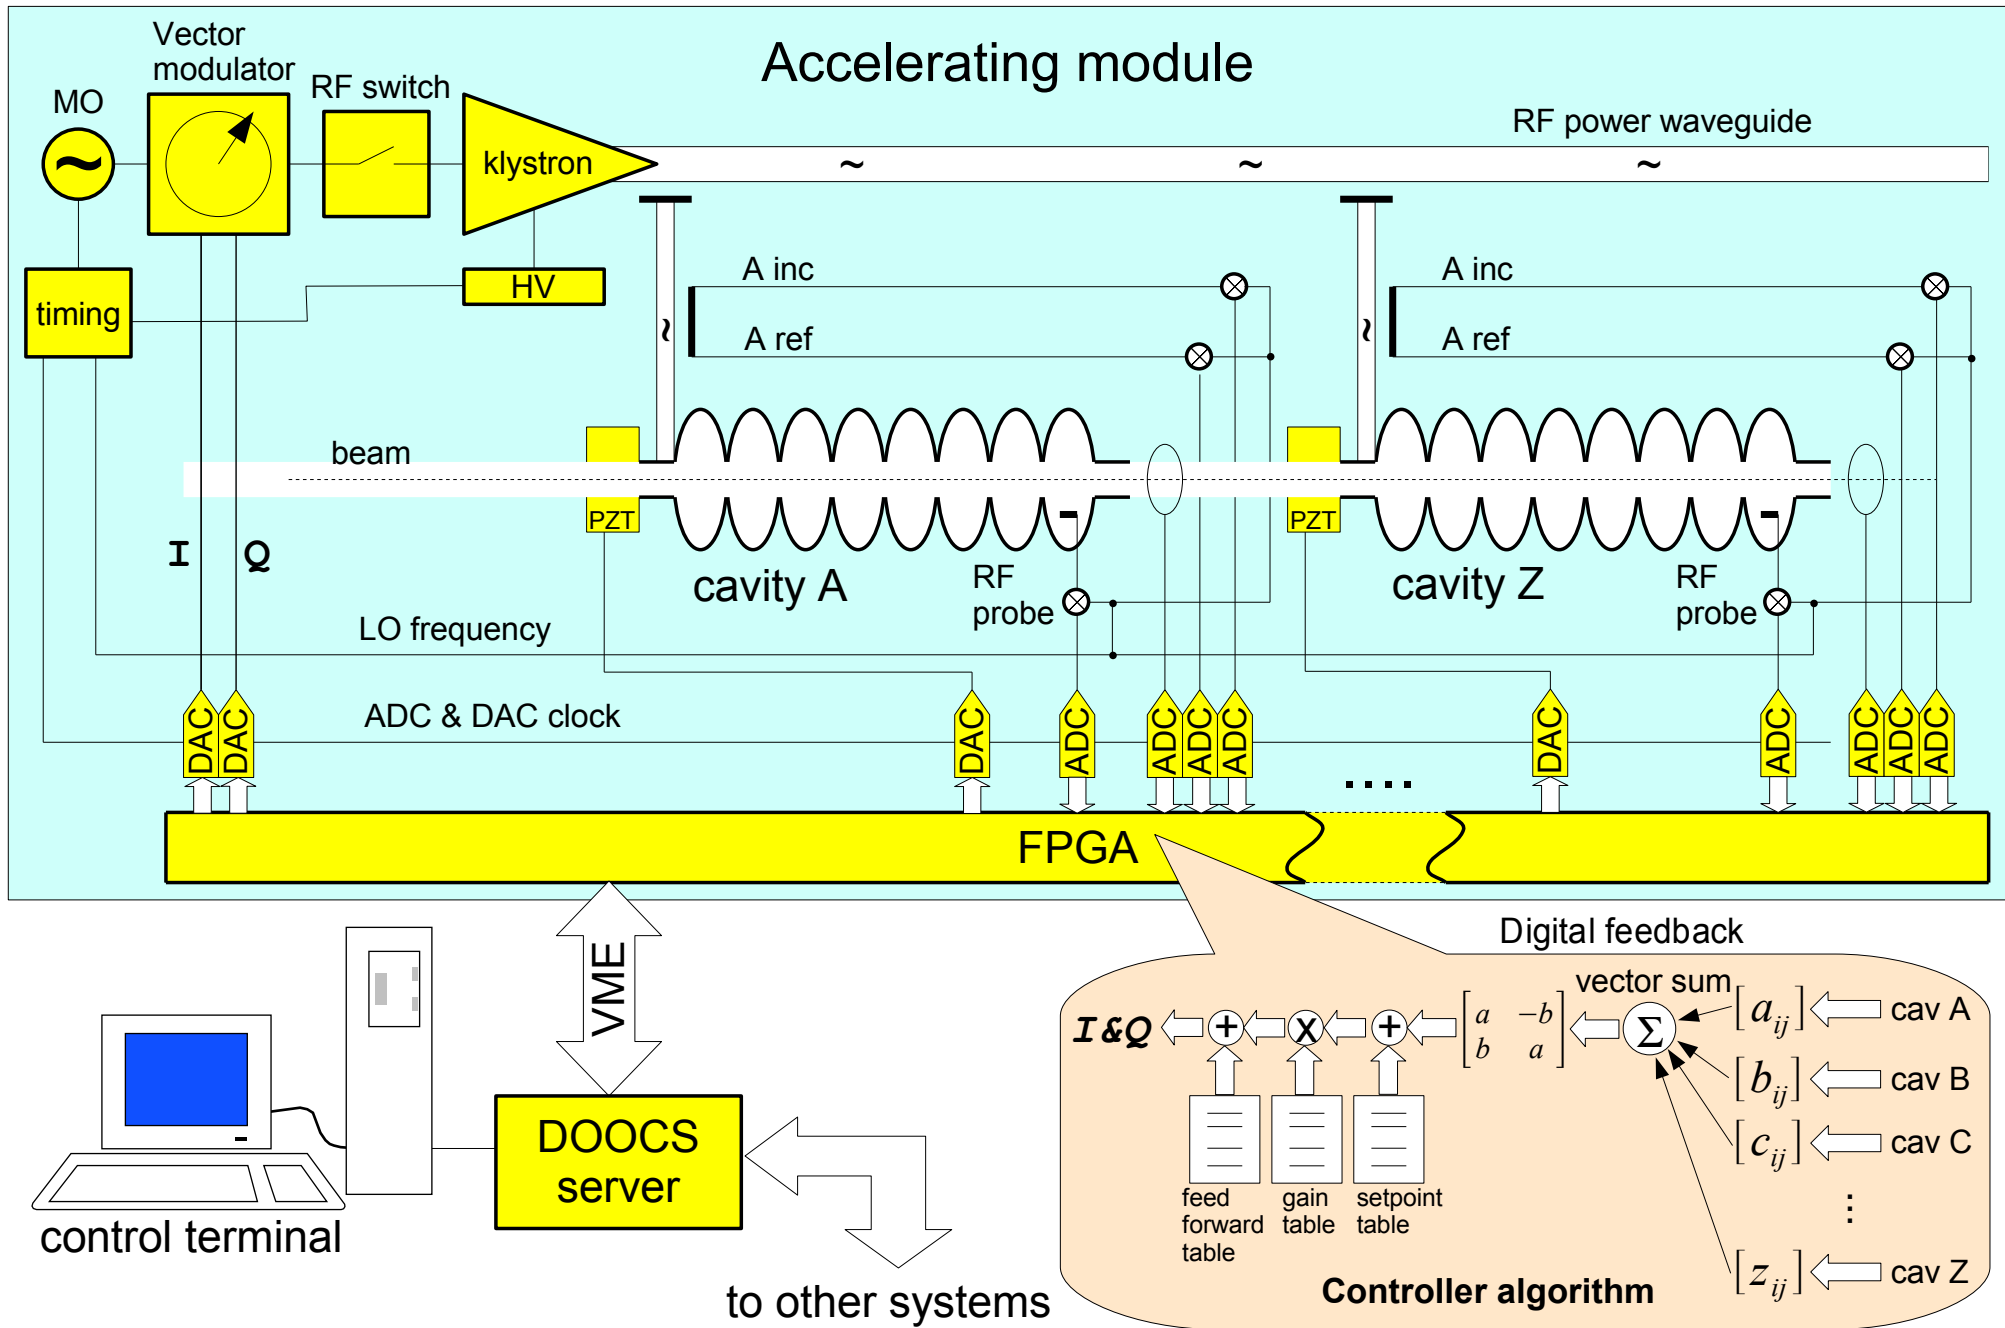 Accelerating module
Vector
modulator
MO
RF switch
klystron
RF power waveguide
~
~
~
~
timing
HV
A inc
A ref
~
A inc
A ref
~
beam
PZT
PZT
I
Q
cavity A
RF
probe
cavity Z
RF
probe
LO frequency
ADC & DAC clock
DAC
DAC
DAC
ADC
ADC
ADC
ADC
....
DAC
ADC
ADC
ADC
ADC
FPGA
VME
DOOCS
server
control terminal
to other systems
Digital feedback
vector sum
I&Q
+
x
+
a −b
b a
Σ
[a_ij]
cav A
[b_ij]
cav B
[c_ij]
cav C
⋮
[z_ij]
cav Z
feed
forward
table
gain
table
setpoint
table
Controller algorithm